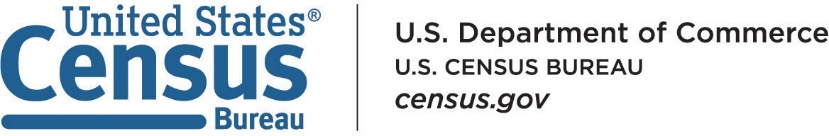 United States®
Census
Bureau
U.S. Department of Commerce
U.S. CENSUS BUREAU
census.gov